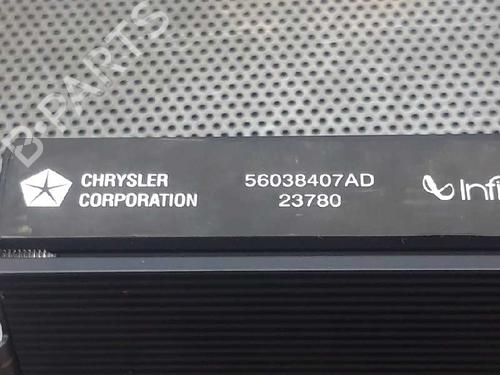 B-PARTS
CHRYSLER
CORPORATION
56038407AD
23780
Infi